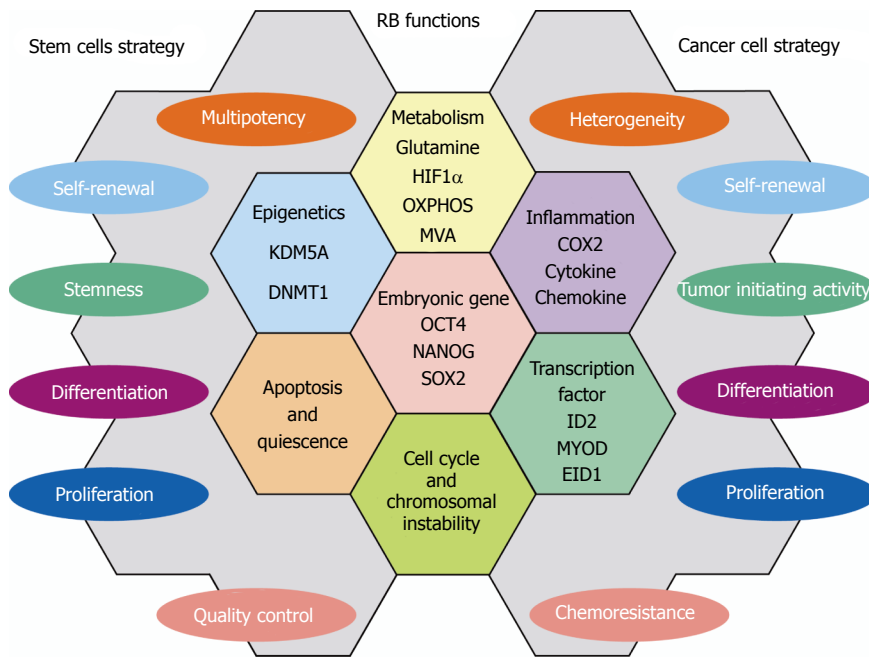 RB functions
Stem cells strategy
Cancer cell strategy
Multipotency
Self-renewal
Stemness
Differentiation
Proliferation
Quality control
Metabolism
Glutamine
HIF1α
OXPHOS
MVA
Epigenetics
KDM5A
DNMT1
Inflammation
COX2
Cytokine
Chemokine
Embryonic gene
OCT4
NANOG
SOX2
Apoptosis
and
quiescence
Transcription
factor
ID2
MYOD
EID1
Cell cycle
and
chromosomal
instability
Heterogeneity
Self-renewal
Tumor initiating activity
Differentiation
Proliferation
Chemoresistance